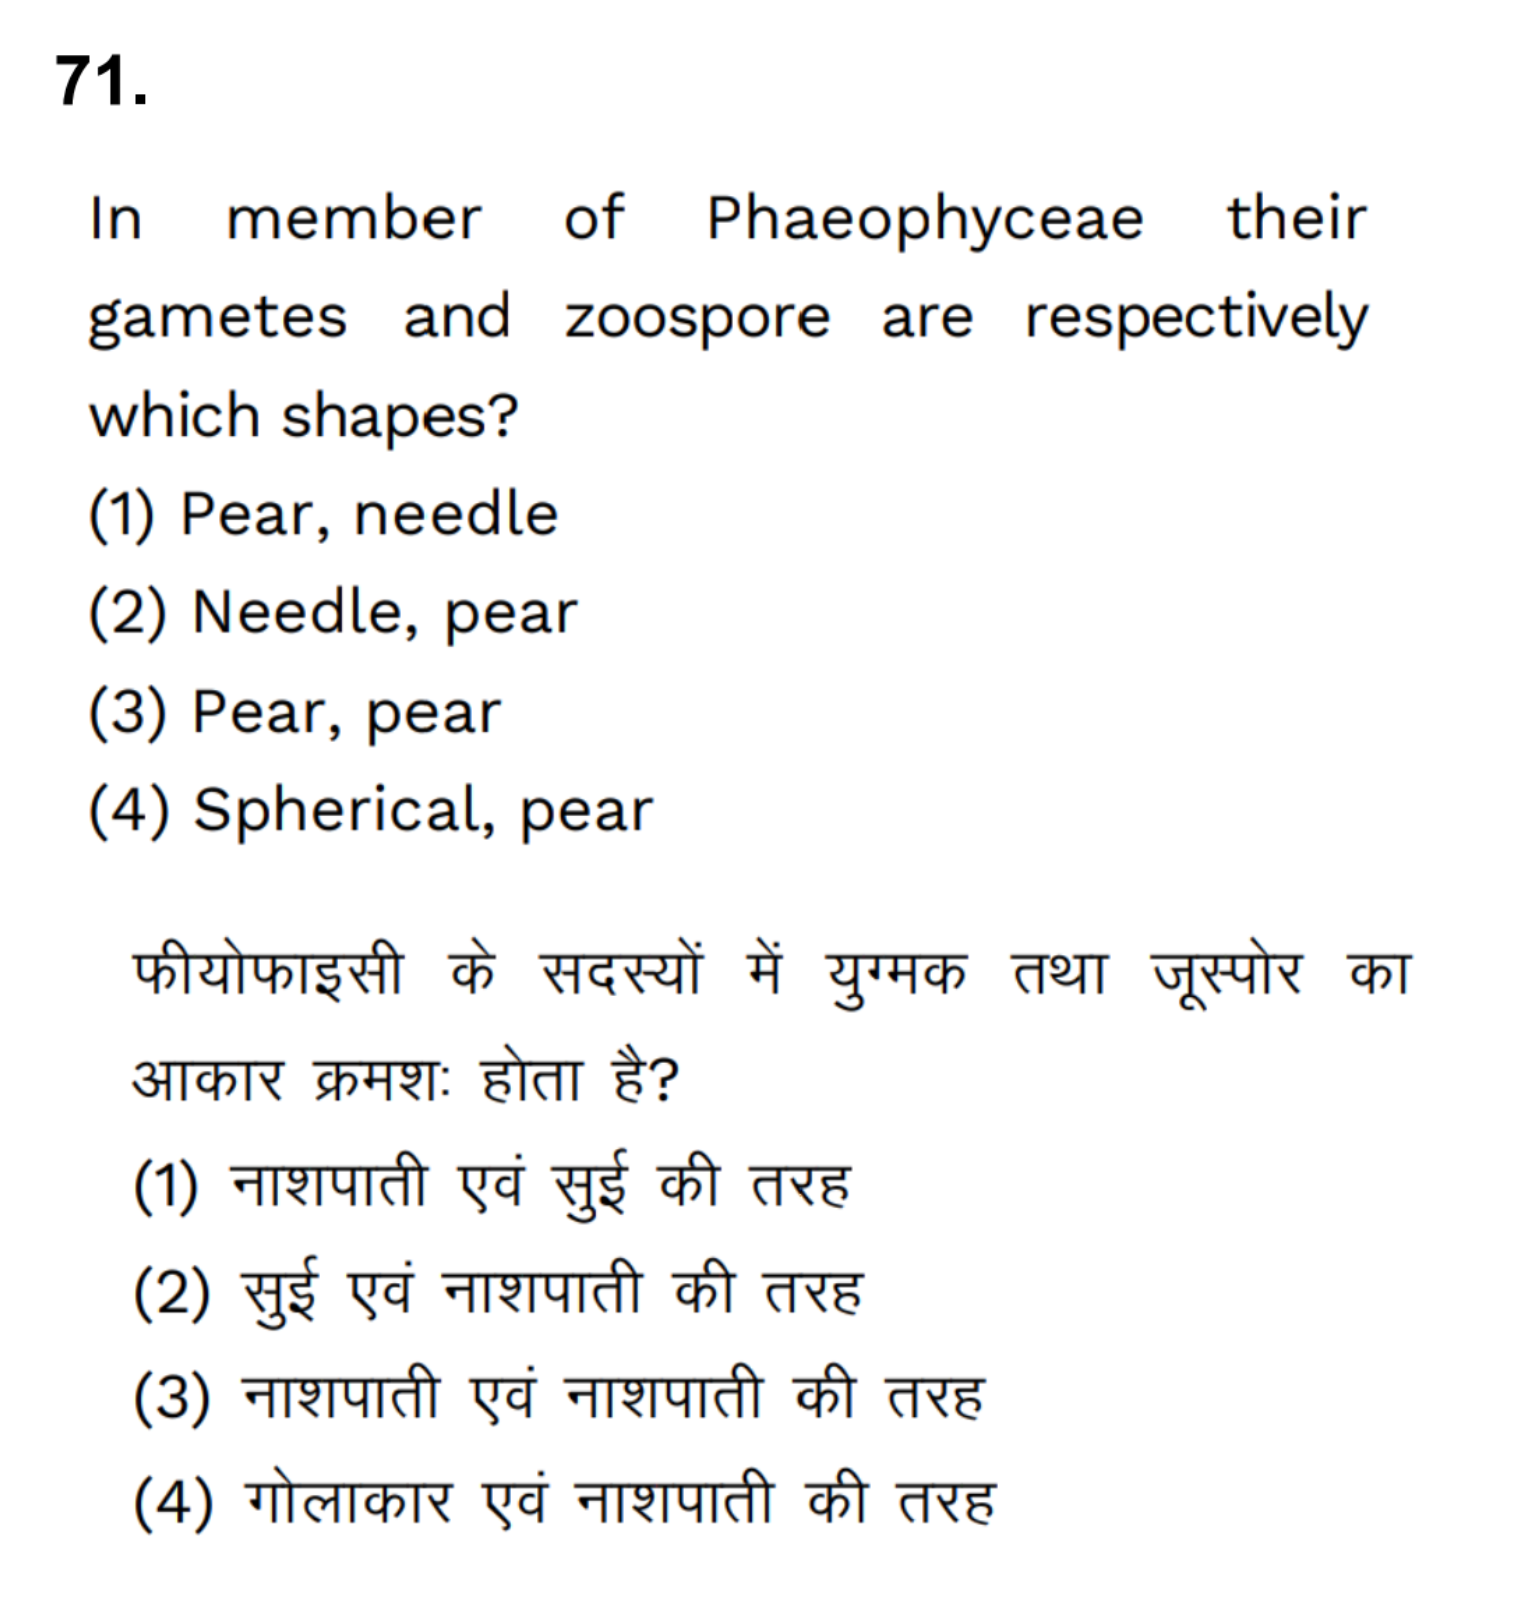 71.
In member of Phaeophyceae their
gametes and zoospore are respectively
which shapes?
(1) Pear, needle
(2) Needle, pear
(3) Pear, pear
(4) Spherical, pear
फीयोफाइसी के सदस्यों में युग्मक तथा जूस्पोर का
आकार क्रमशः होता है?
(1) नाशपाती एवं सुई की तरह
(2) सुई एवं नाशपाती की तरह
(3) नाशपाती एवं नाशपाती की तरह
(4) गोलाकार एवं नाशपाती की तरह